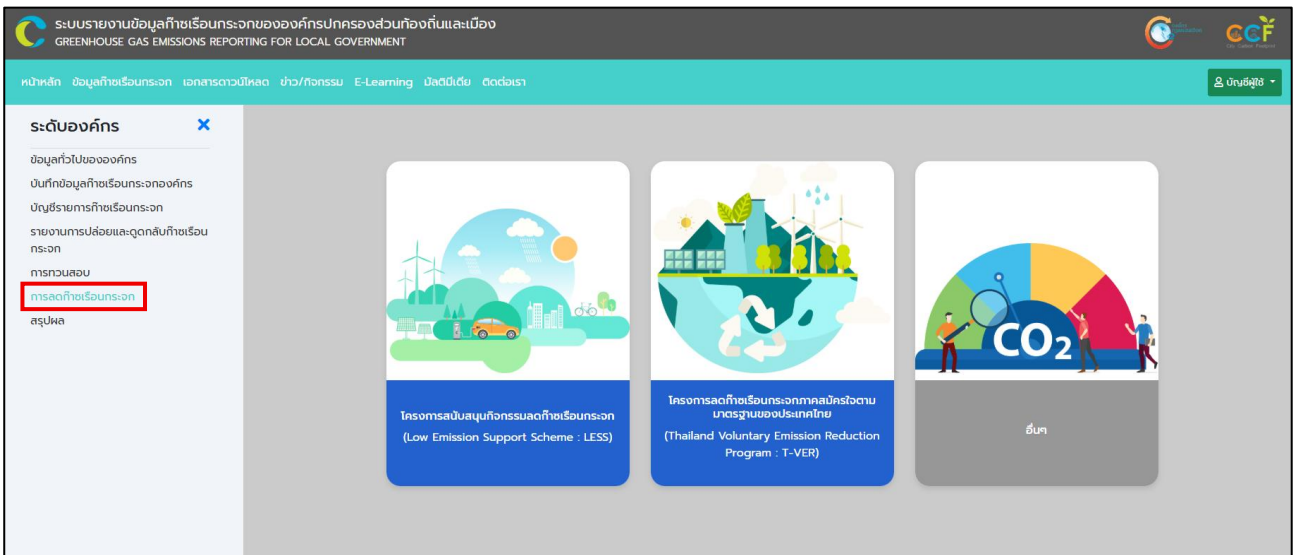 ระบบรายงานข้อมูลก๊าซเรือนกระจกขององค์กรปกครองส่วนท้องถิ่นและเมือง
GREENHOUSE GAS EMISSIONS REPORTING FOR LOCAL GOVERNMENT
CCF
หน้าหลัก ข้อมูลก๊าซเรือนกระจก เอกสารดาวน์โหลด ข่าว/กิจกรรม E-Learning มัลติมีเดีย ติดต่อเรา
บัญชีผู้ใช้
ระดับองค์กร
ข้อมูลทั่วไปขององค์กร
บันทึกข้อมูลก๊าซเรือนกระจกองค์กร
บัญชีรายการก๊าซเรือนกระจก
รายงานการปล่อยและดูดกลับก๊าซเรือน
กระจก
การทวนสอบ
การลดก๊าซเรือนกระจก
สรุปผล
โครงการสนับสนุนกิจกรรมลดก๊าซเรือนกระจก
(Low Emission Support Scheme : LESS)
โครงการลดก๊าซเรือนกระจกภาคสมัครใจตาม
มาตรฐานของประเทศไทย
(Thailand Voluntary Emission Reduction
Program : T-VER)
CO2
อื่นๆ